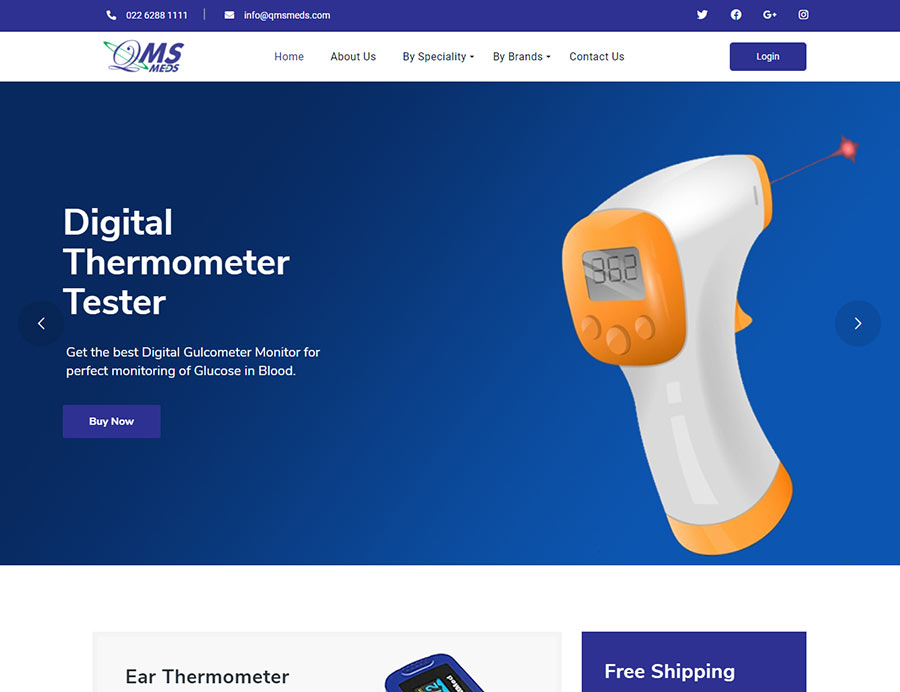 022 6288 1111
info@qmsmeds.com
QMS
MEDS
Home
About Us
By Speciality
By Brands
Contact Us
Login
Digital
Thermometer
Tester
36.2
Get the best Digital Gulcometer Monitor for
perfect monitoring of Glucose in Blood.
Buy Now
Ear Thermometer
Free Shipping